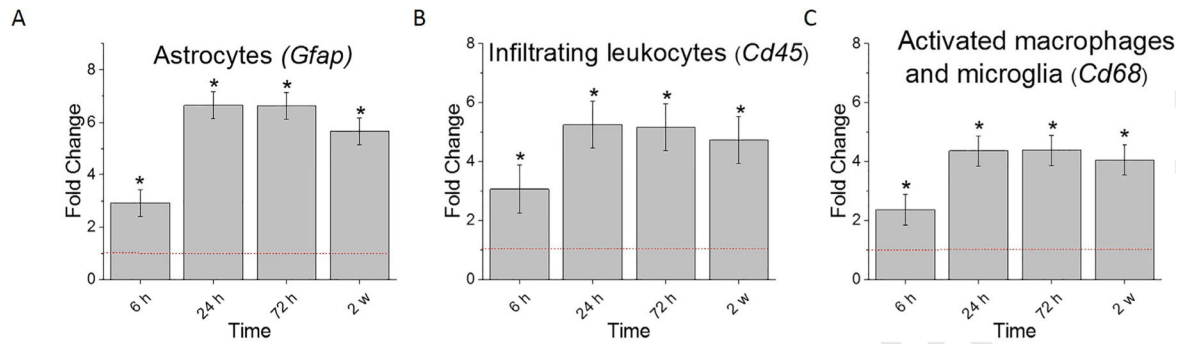 A
Astrocytes (Gfap)
8
6
4
2
0
Fold Change
*
*
*
*
6 h
24 h
72 h
2 w
Time
B
Infiltrating leukocytes (Cd45)
8
6
4
2
0
Fold Change
*
*
*
*
6 h
24 h
72 h
2 w
Time
C
Activated macrophages
and microglia (Cd68)
8
6
4
2
0
Fold Change
*
*
*
*
6 h
24 h
72 h
2 w
Time